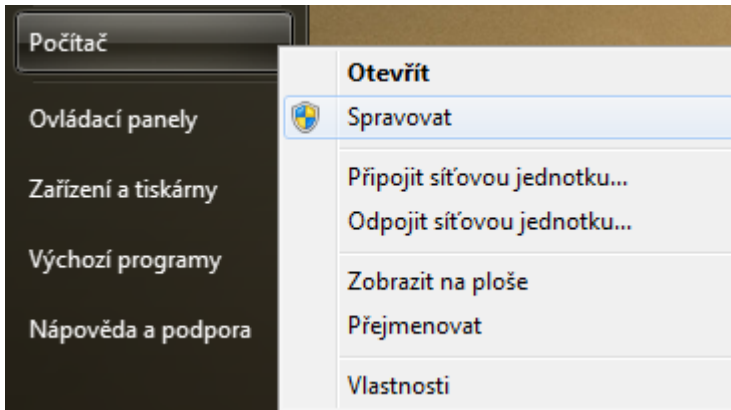 Počítač
Ovládací panely
Zařízení a tiskárny
Výchozí programy
Nápověda a podpora
Otevřít
Spravovat
Připojit síťovou jednotku...
Odpojit síťovou jednotku...
Zobrazit na ploše
Přejmenovat
Vlastnosti